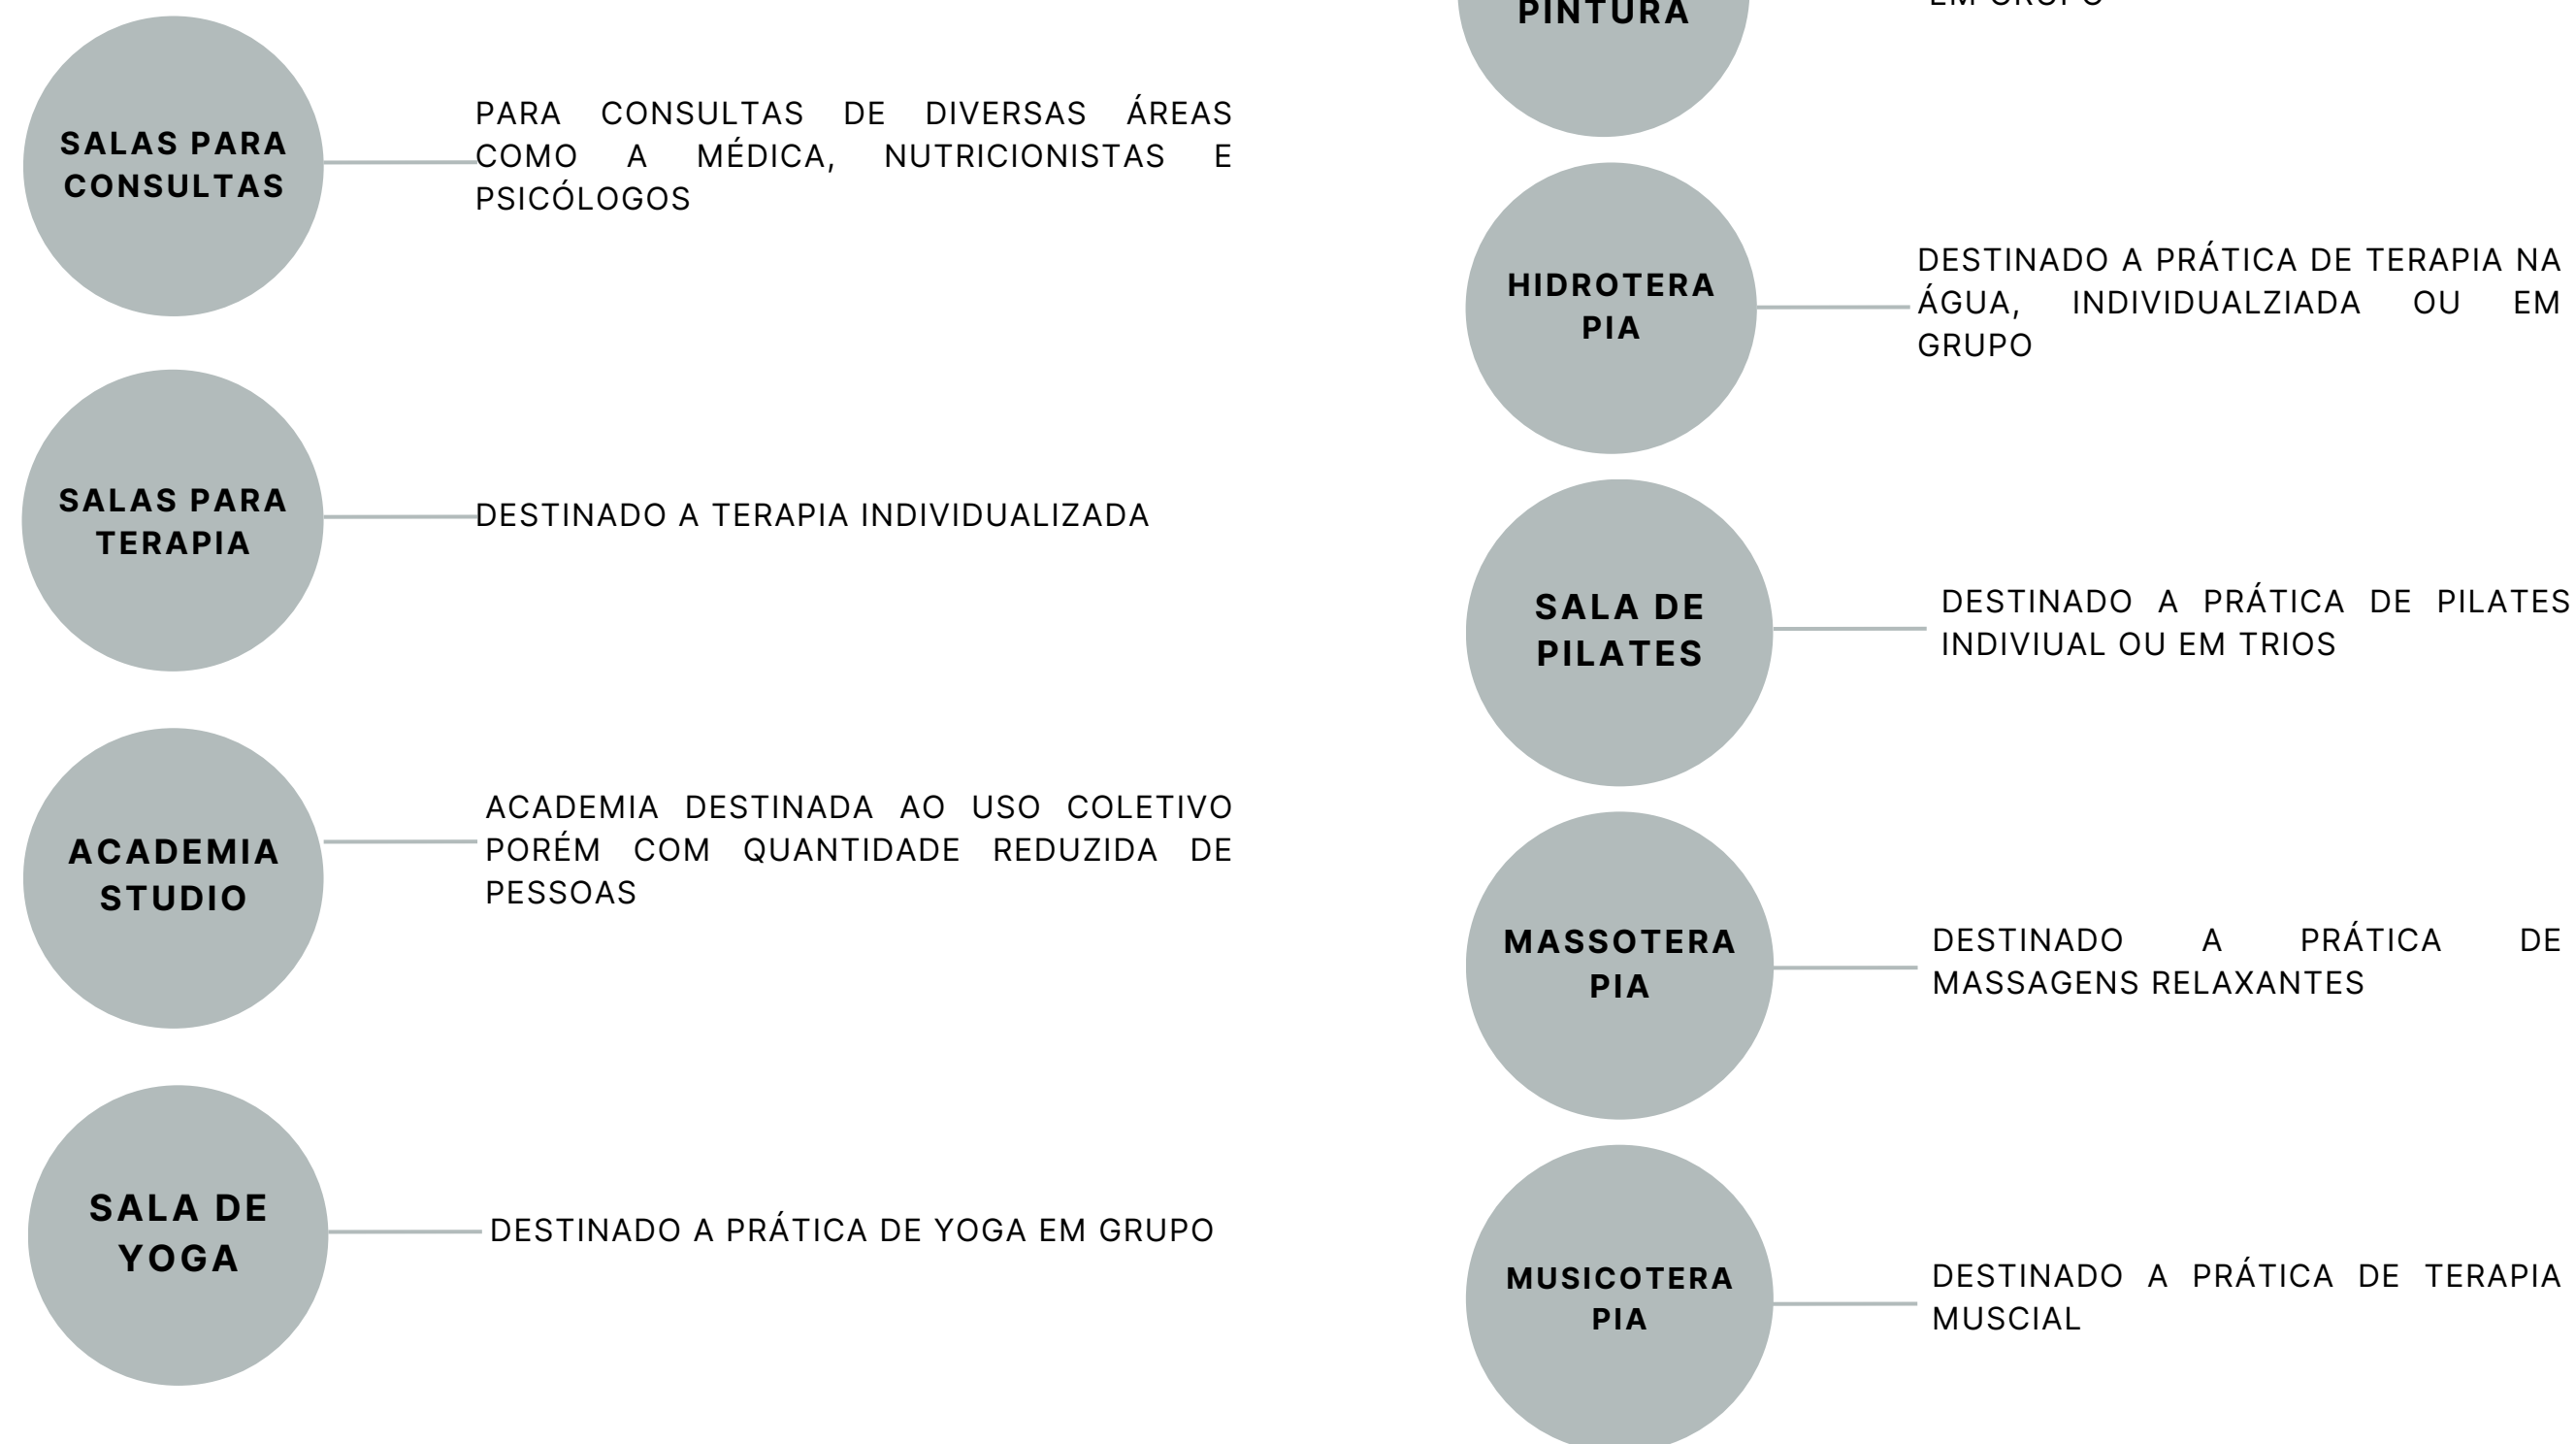 SALAS PARA
CONSULTAS
PARA CONSULTAS DE DIVERSAS ÁREAS
COMO A MÉDICA, NUTRICIONISTAS E
PSICÓLOGOS
SALAS PARA
TERAPIA
DESTINADO A TERAPIA INDIVIDUALIZADA
ACADEMIA
STUDIO
ACADEMIA DESTINADA AO USO COLETIVO
PORÉM COM QUANTIDADE REDUZIDA DE
PESSOAS
SALA DE
YOGA
DESTINADO A PRÁTICA DE YOGA EM GRUPO
PINTURA
EM GRUPO
HIDROTERA
PIA
DESTINADO A PRÁTICA DE TERAPIA NA
ÁGUA, INDIVIDUALZIADA OU EM
GRUPO
SALA DE
PILATES
DESTINADO A PRÁTICA DE PILATES
INDIVIUAL OU EM TRIOS
MASSOTERA
PIA
DESTINADO A PRÁTICA DE
MASSAGENS RELAXANTES
MUSICOTERA
PIA
DESTINADO A PRÁTICA DE TERAPIA
MUSCIAL